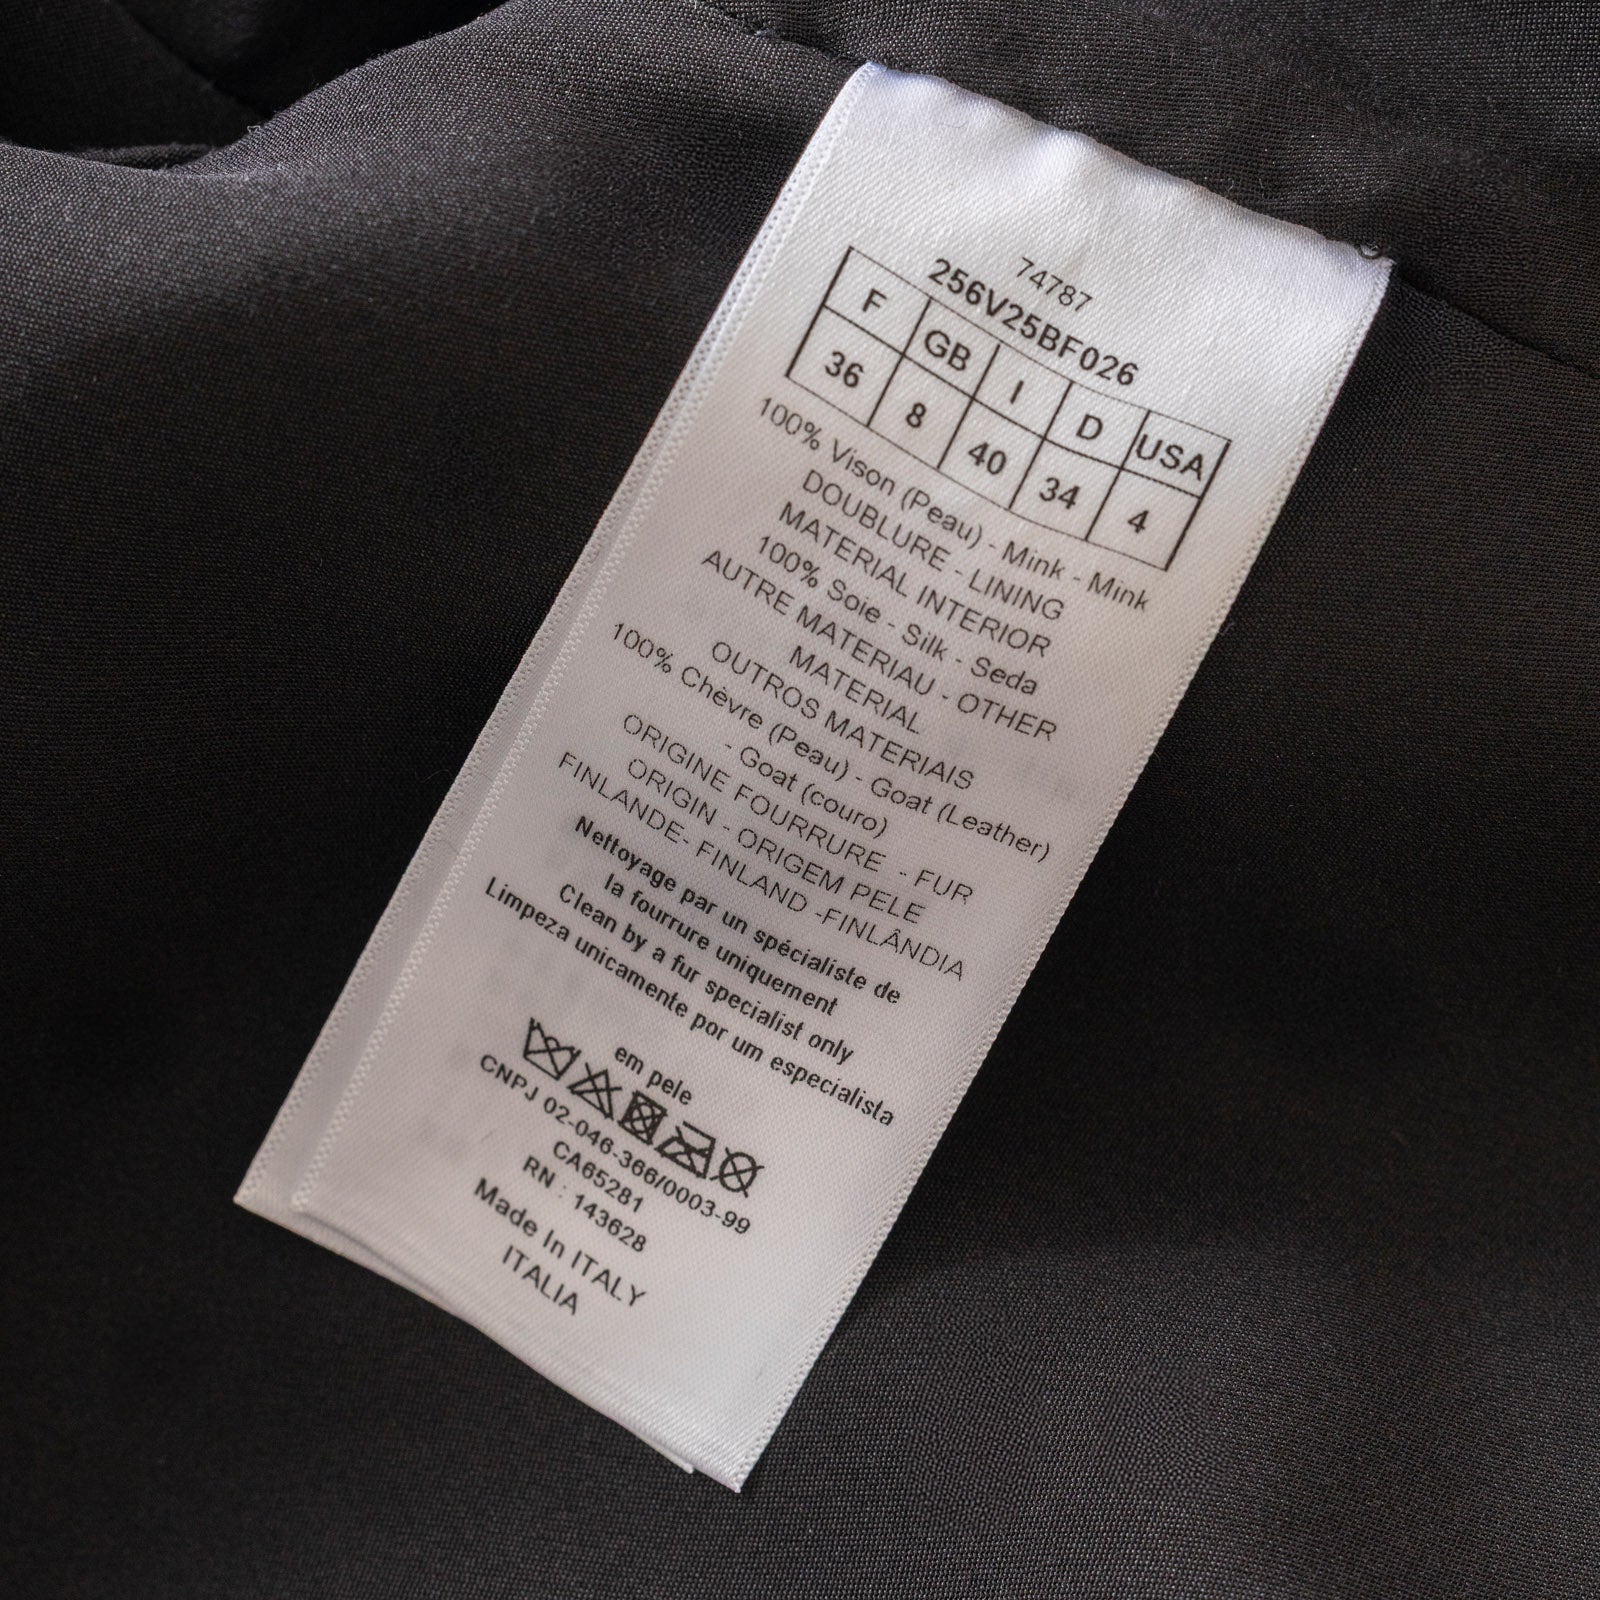 74787
256V25BF026
F GB I D USA
36 8 40 34 4
100% Vison (Peau) - Mink - Mink
DOUBLURE - LINING
MATERIAL INTERIOR
100% Soie - Silk - Seda
AUTRE MATERIAU - OTHER
MATERIAL
OUTROS MATERIAIS
100% Chèvre (Peau) - Goat (Leather)
- Goat (couro)
ORIGINE FOURRURE - FUR
ORIGIN - ORIGEM PELE
FINLANDE- FINLAND -FINLÂNDIA
Nettoyage par un spécialiste de
la fourrure uniquement
Clean by a fur specialist only
Limpeza unicamente por um especialista
em pele
CNPJ 02-046-366/0003-99
CA65281
RN : 143628
Made In ITALY
ITALIA